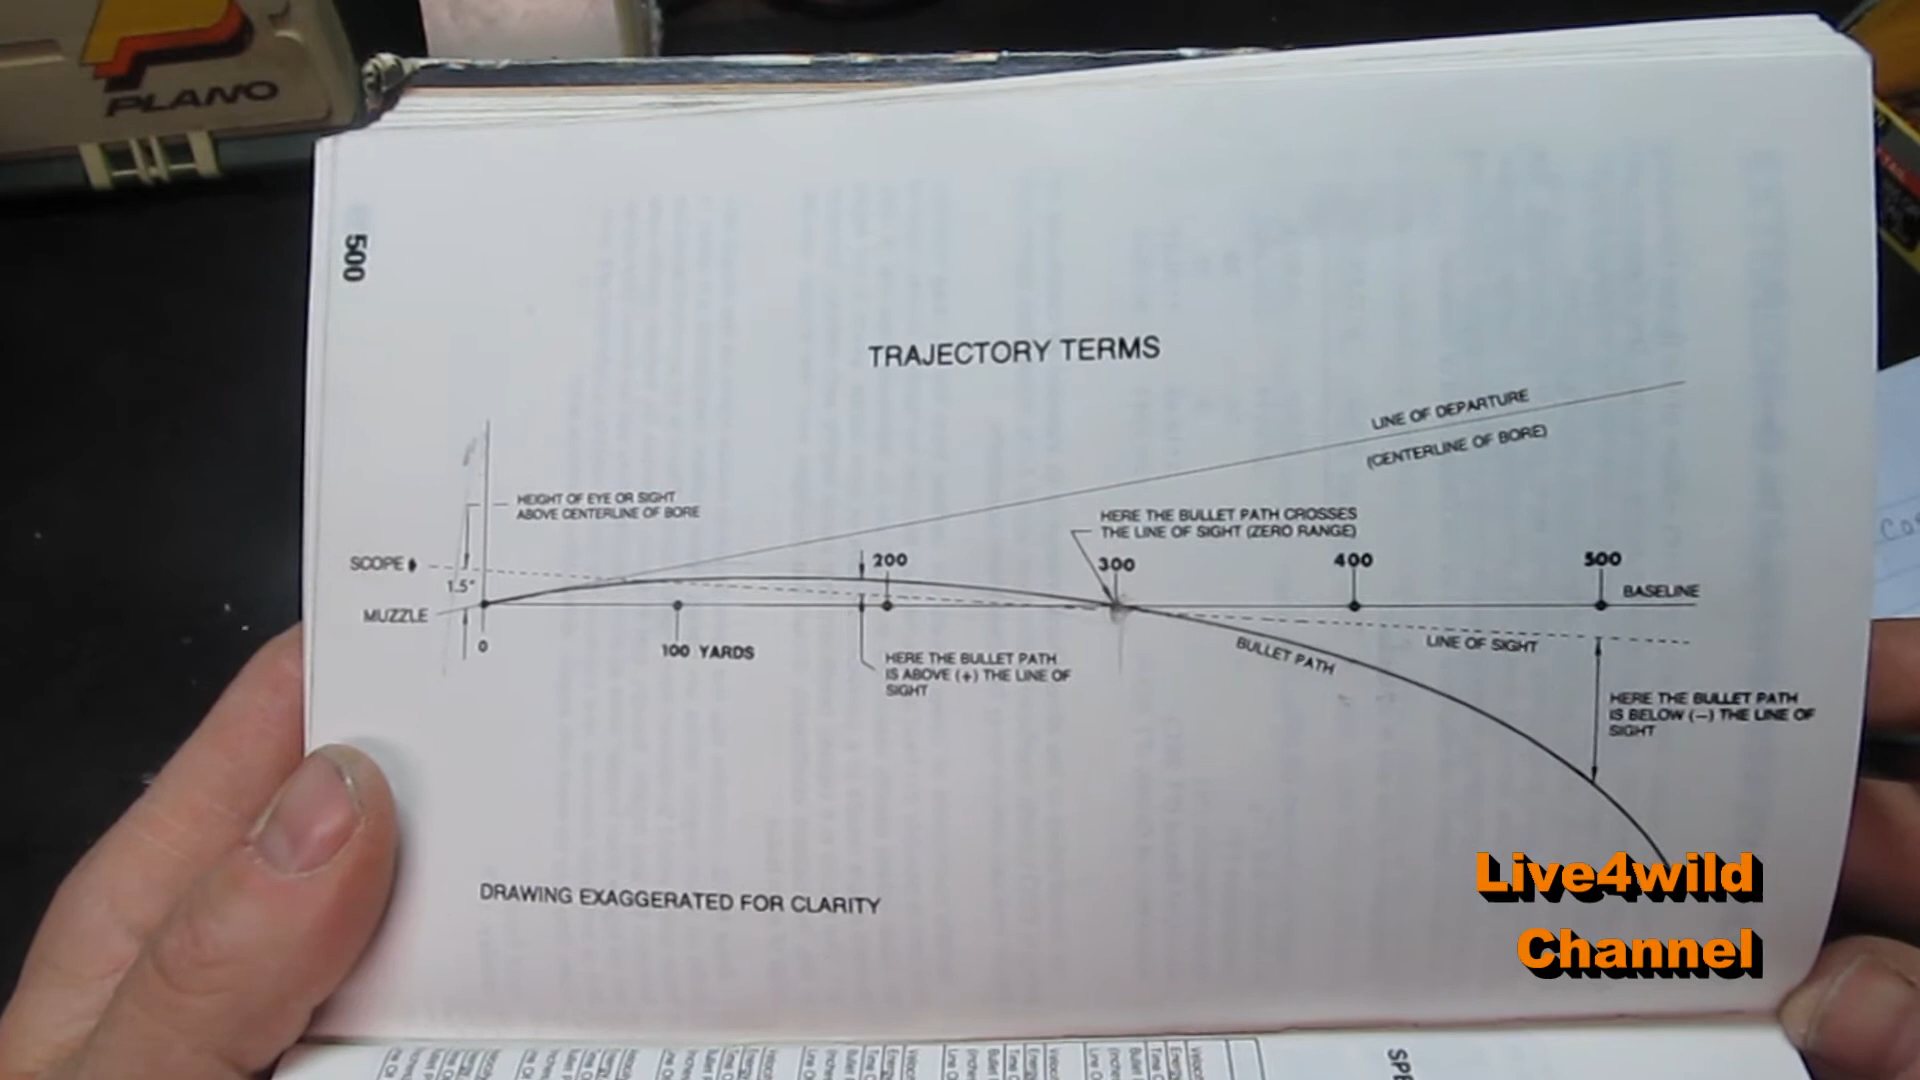 PLANO
500
TRAJECTORY TERMS
LINE OF DEPARTURE
(CENTERLINE OF BORE)
HEIGHT OF EYE OR SIGHT
ABOVE CENTERLINE OF BORE
HERE THE BULLET PATH CROSSES
THE LINE OF SIGHT (ZERO RANGE)
SCOPE
200
300
400
500
1.5"
BASELINE
MUZZLE
0
100 YARDS
HERE THE BULLET PATH
IS ABOVE (+) THE LINE OF
SIGHT
BULLET PATH
LINE OF SIGHT
HERE THE BULLET PATH
IS BELOW (−) THE LINE OF
SIGHT
DRAWING EXAGGERATED FOR CLARITY
Live4wild
Channel